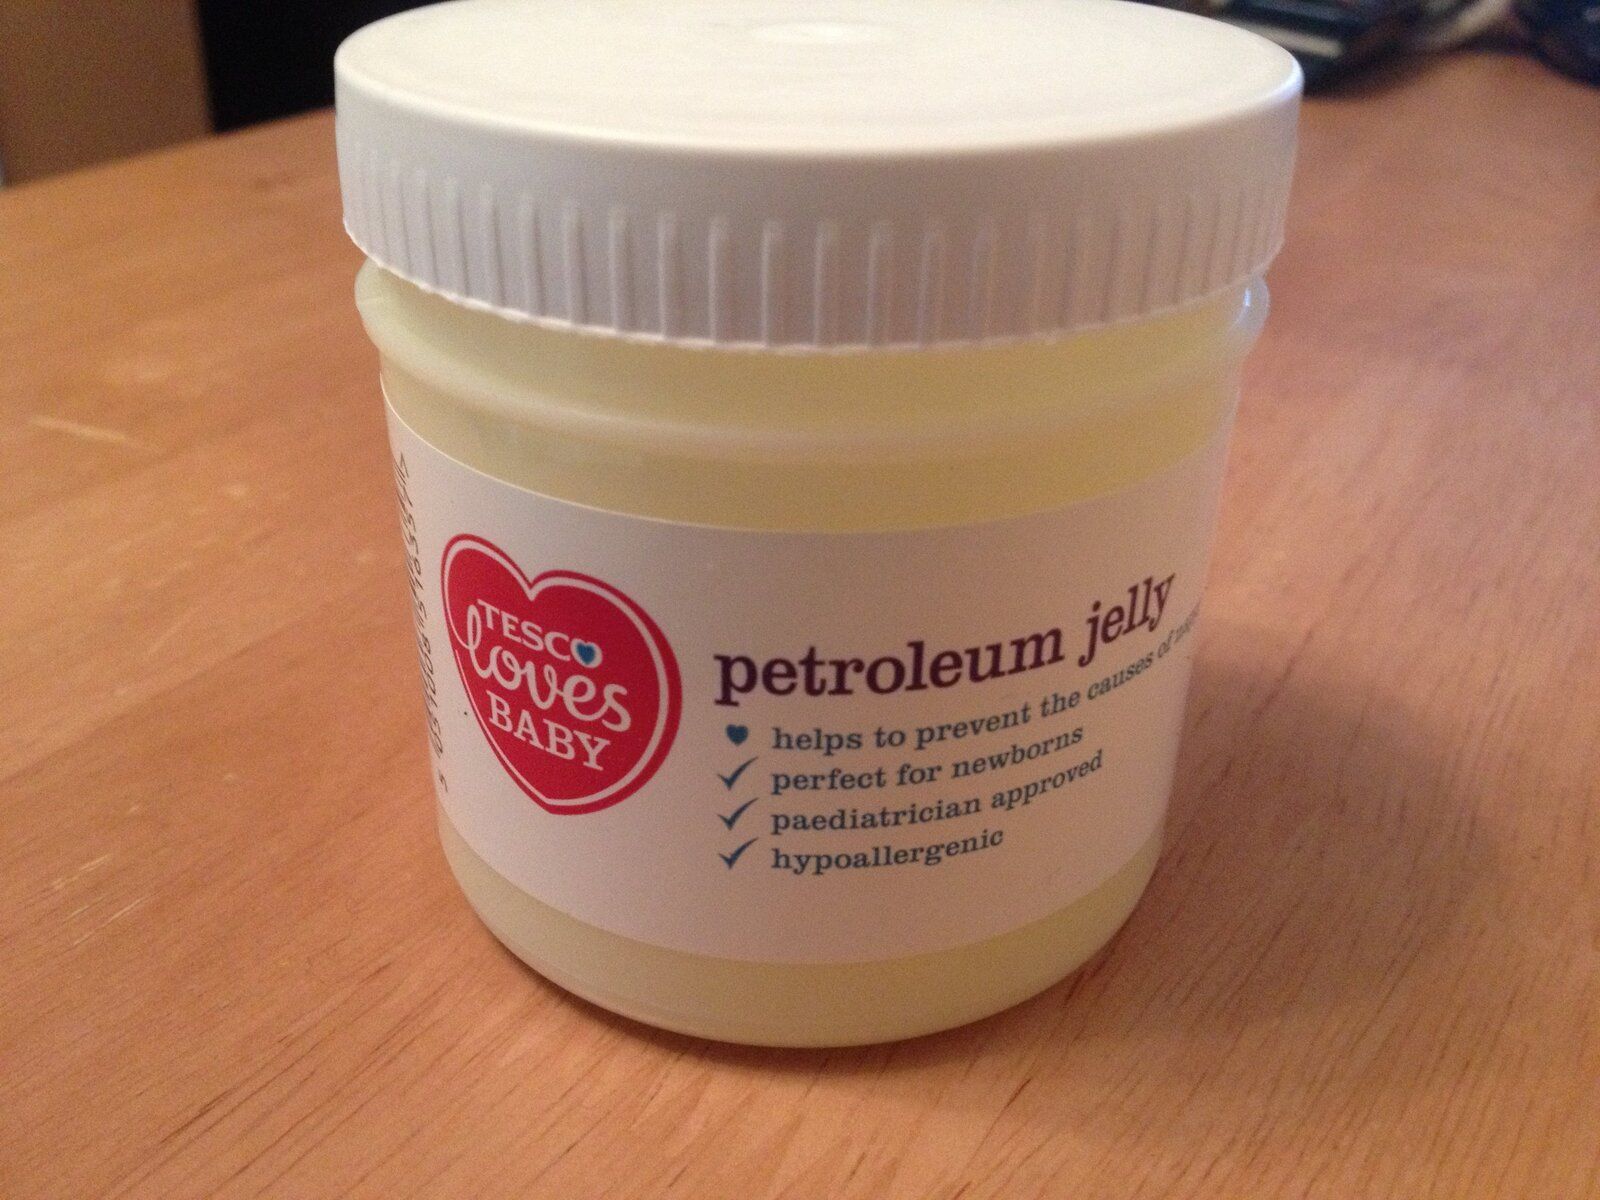 TESCO
loves
BABY
petroleum jelly
helps to prevent the causes of
perfect for newborns
paediatrician approved
hypoallergenic